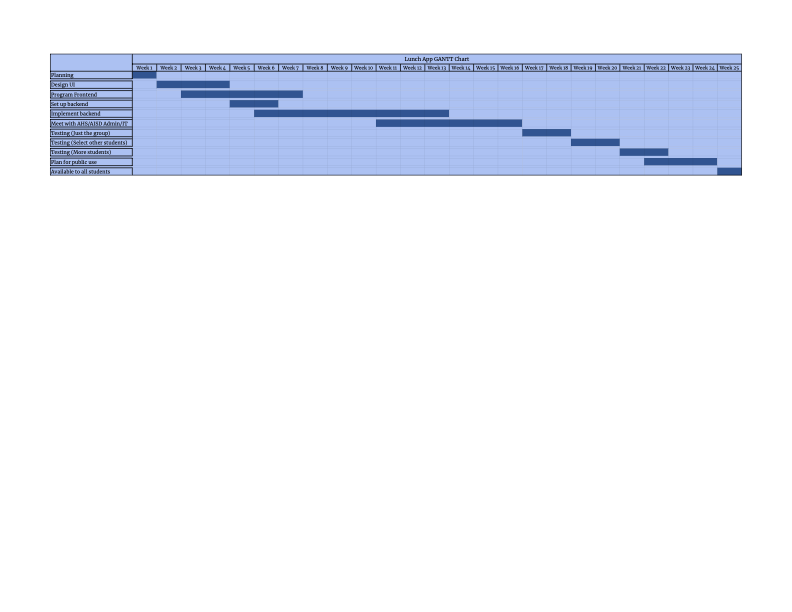 Lunch App GANTT Chart
Week 1 Week 2 Week 3 Week 4 Week 5 Week 6 Week 7 Week 8 Week 9 Week 10 Week 11 Week 12 Week 13 Week 14 Week 15 Week 16 Week 17 Week 18 Week 19 Week 20 Week 21 Week 22 Week 23 Week 24 Week 25
Planning
Design UI
Program Frontend
Set up backend
Implement backend
Meet with AHS/AISD Admin/IT
Testing (Just the group)
Testing (Select other students)
Testing (More students)
Plan for public use
Available to all students